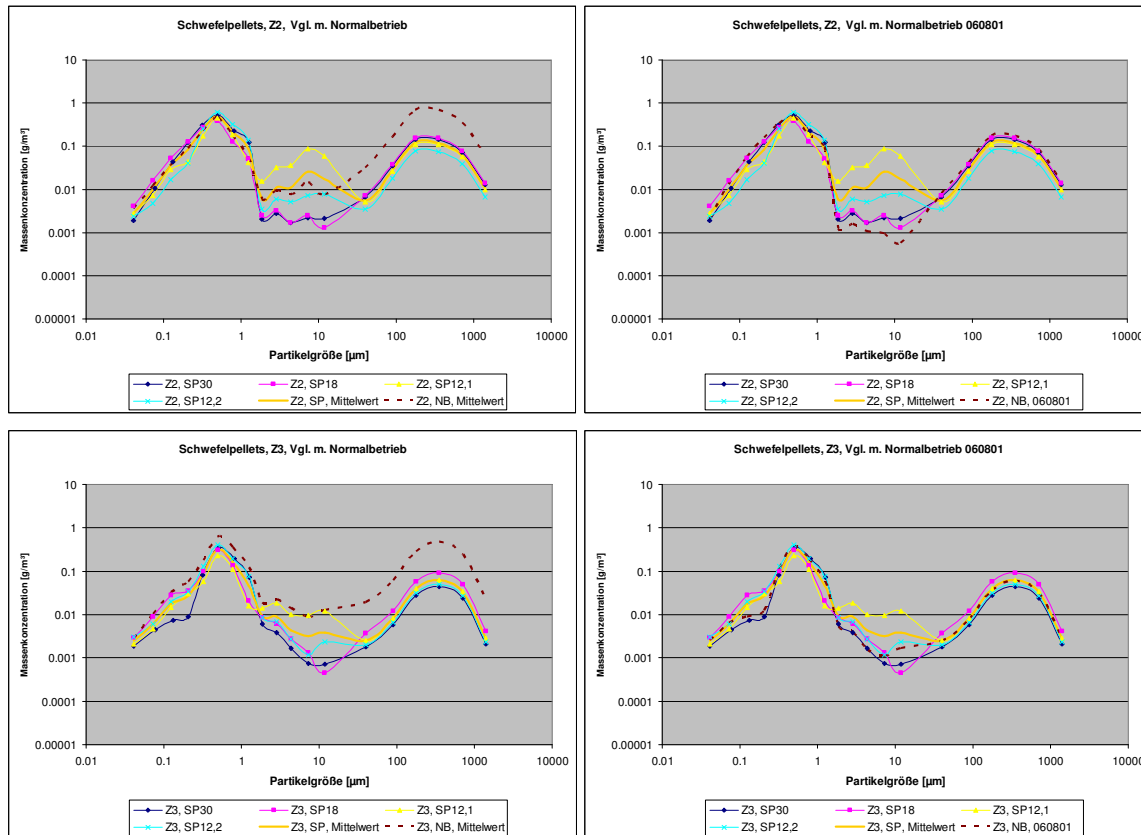 Schwefelpellets, Z2, Vgl. m. Normalbetrieb
Massenkonzentration [g/m³]
10
1
0.1
0.01
0.001
0.0001
0.00001
0.01 0.1 1 10 100 1000 10000
Partikelgröße [µm]
Z2, SP30 Z2, SP18 Z2, SP12,1
Z2, SP12,2 Z2, SP, Mittelwert Z2, NB, Mittelwert
Schwefelpellets, Z2, Vgl. m. Normalbetrieb 060801
Massenkonzentration [g/m³]
10
1
0.1
0.01
0.001
0.0001
0.00001
0.01 0.1 1 10 100 1000 10000
Partikelgröße [µm]
Z2, SP30 Z2, SP18 Z2, SP12,1
Z2, SP12,2 Z2, SP, Mittelwert Z2, NB, 060801
Schwefelpellets, Z3, Vgl. m. Normalbetrieb
Massenkonzentration [g/m³]
10
1
0.1
0.01
0.001
0.0001
0.00001
0.01 0.1 1 10 100 1000 10000
Partikelgröße [µm]
Z3, SP30 Z3, SP18 Z3, SP12,1
Z3, SP12,2 Z3, SP, Mittelwert Z3, NB, Mittelwert
Schwefelpellets, Z3, Vgl. m. Normalbetrieb 060801
Massenkonzentration [g/m³]
10
1
0.1
0.01
0.001
0.0001
0.00001
0.01 0.1 1 10 100 1000 10000
Partikelgröße [µm]
Z3, SP30 Z3, SP18 Z3, SP12,1
Z3, SP12,2 Z3, SP, Mittelwert Z3, NB, 060801